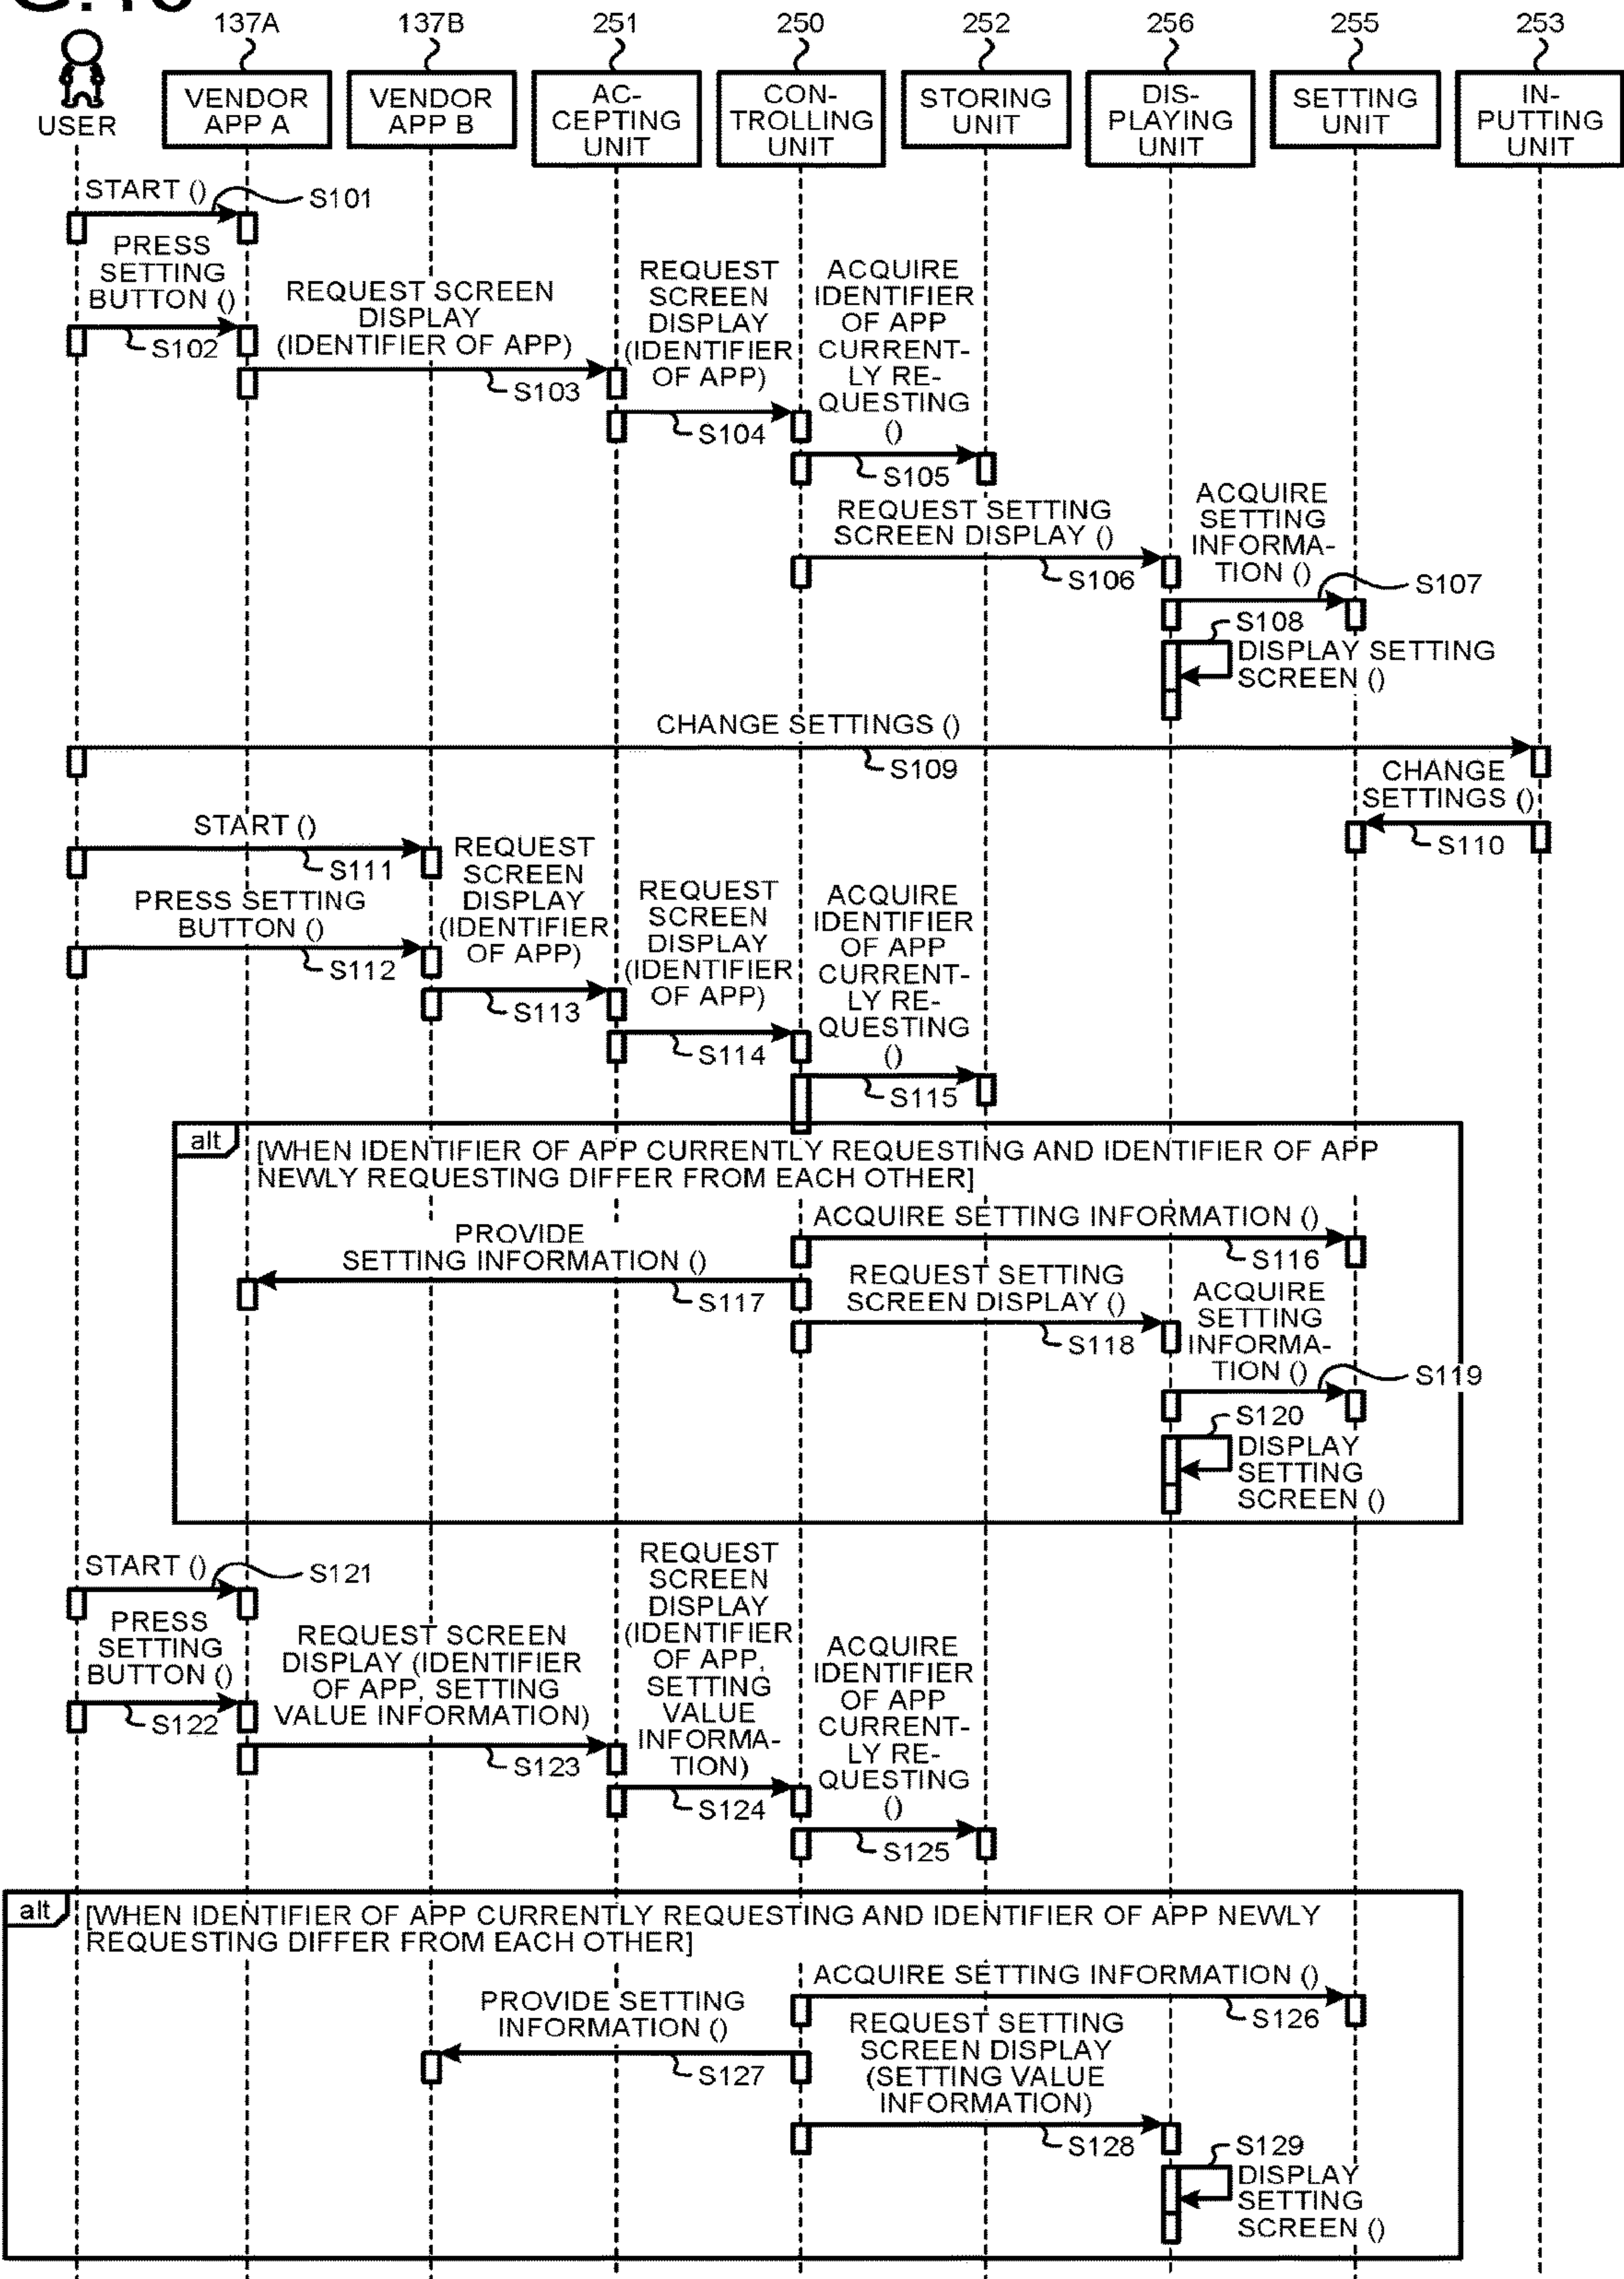 137A
137B
251
250
252
256
255
253
USER
VENDOR
APP A
VENDOR
APP B
AC-
CEPTING
UNIT
CON-
TROLLING
UNIT
STORING
UNIT
DIS-
PLAYING
UNIT
SETTING
UNIT
IN-
PUTTING
UNIT
START ()
S101
PRESS
SETTING
BUTTON ()
S102
REQUEST SCREEN
DISPLAY
(IDENTIFIER OF APP)
S103
REQUEST
SCREEN
DISPLAY
(IDENTIFIER
OF APP)
S104
ACQUIRE
IDENTIFIER
OF APP
CURRENT-
LY RE-
QUESTING
()
S105
REQUEST SETTING
SCREEN DISPLAY ()
S106
ACQUIRE
SETTING
INFORMA-
TION ()
S107
S108
DISPLAY SETTING
SCREEN ()
CHANGE SETTINGS ()
S109
CHANGE
SETTINGS ()
S110
START ()
S111
PRESS SETTING
BUTTON ()
S112
REQUEST
SCREEN
DISPLAY
(IDENTIFIER
OF APP)
S113
REQUEST
SCREEN
DISPLAY
(IDENTIFIER
OF APP)
S114
ACQUIRE
IDENTIFIER
OF APP
CURRENT-
LY RE-
QUESTING
()
S115
alt
[WHEN IDENTIFIER OF APP CURRENTLY REQUESTING AND IDENTIFIER OF APP
NEWLY REQUESTING DIFFER FROM EACH OTHER]
ACQUIRE SETTING INFORMATION ()
S116
PROVIDE
SETTING INFORMATION ()
S117
REQUEST SETTING
SCREEN DISPLAY ()
S118
ACQUIRE
SETTING
INFORMA-
TION ()
S119
S120
DISPLAY
SETTING
SCREEN ()
START ()
S121
PRESS
SETTING
BUTTON ()
S122
REQUEST SCREEN
DISPLAY (IDENTIFIER
OF APP, SETTING
VALUE INFORMATION)
S123
REQUEST
SCREEN
DISPLAY
(IDENTIFIER
OF APP,
SETTING
VALUE
INFORMA-
TION)
S124
ACQUIRE
IDENTIFIER
OF APP
CURRENT-
LY RE-
QUESTING
()
S125
alt
[WHEN IDENTIFIER OF APP CURRENTLY REQUESTING AND IDENTIFIER OF APP NEWLY
REQUESTING DIFFER FROM EACH OTHER]
ACQUIRE SETTING INFORMATION ()
S126
PROVIDE SETTING
INFORMATION ()
S127
REQUEST SETTING
SCREEN DISPLAY
(SETTING VALUE
INFORMATION)
S128
S129
DISPLAY
SETTING
SCREEN ()